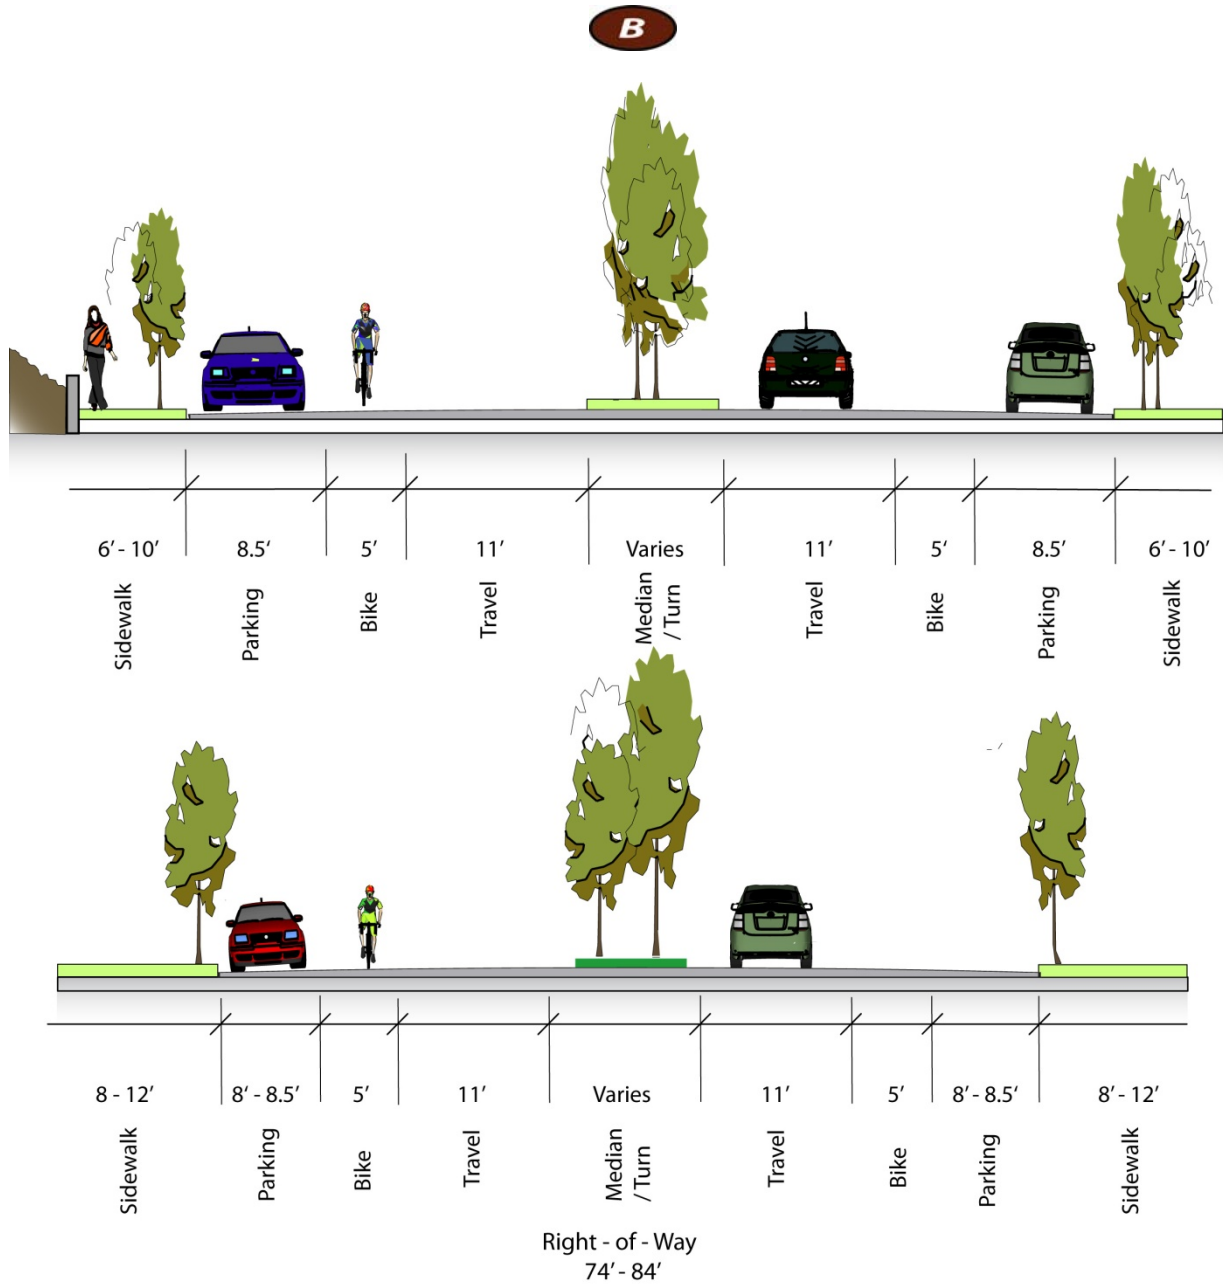 B
6′ - 10′ 8.5‘ 5′ 11′ Varies 11′ 5‘ 8.5′ 6′ - 10′
Sidewalk Parking Bike Travel Median / Turn Travel Bike Parking Sidewalk
8 - 12′ 8‘ - 8.5′ 5′ 11′ Varies 11′ 5′ 8′ - 8.5‘ 8′ - 12′
Sidewalk Parking Bike Travel Median / Turn Travel Bike Parking Sidewalk
Right - of - Way
74′ - 84′